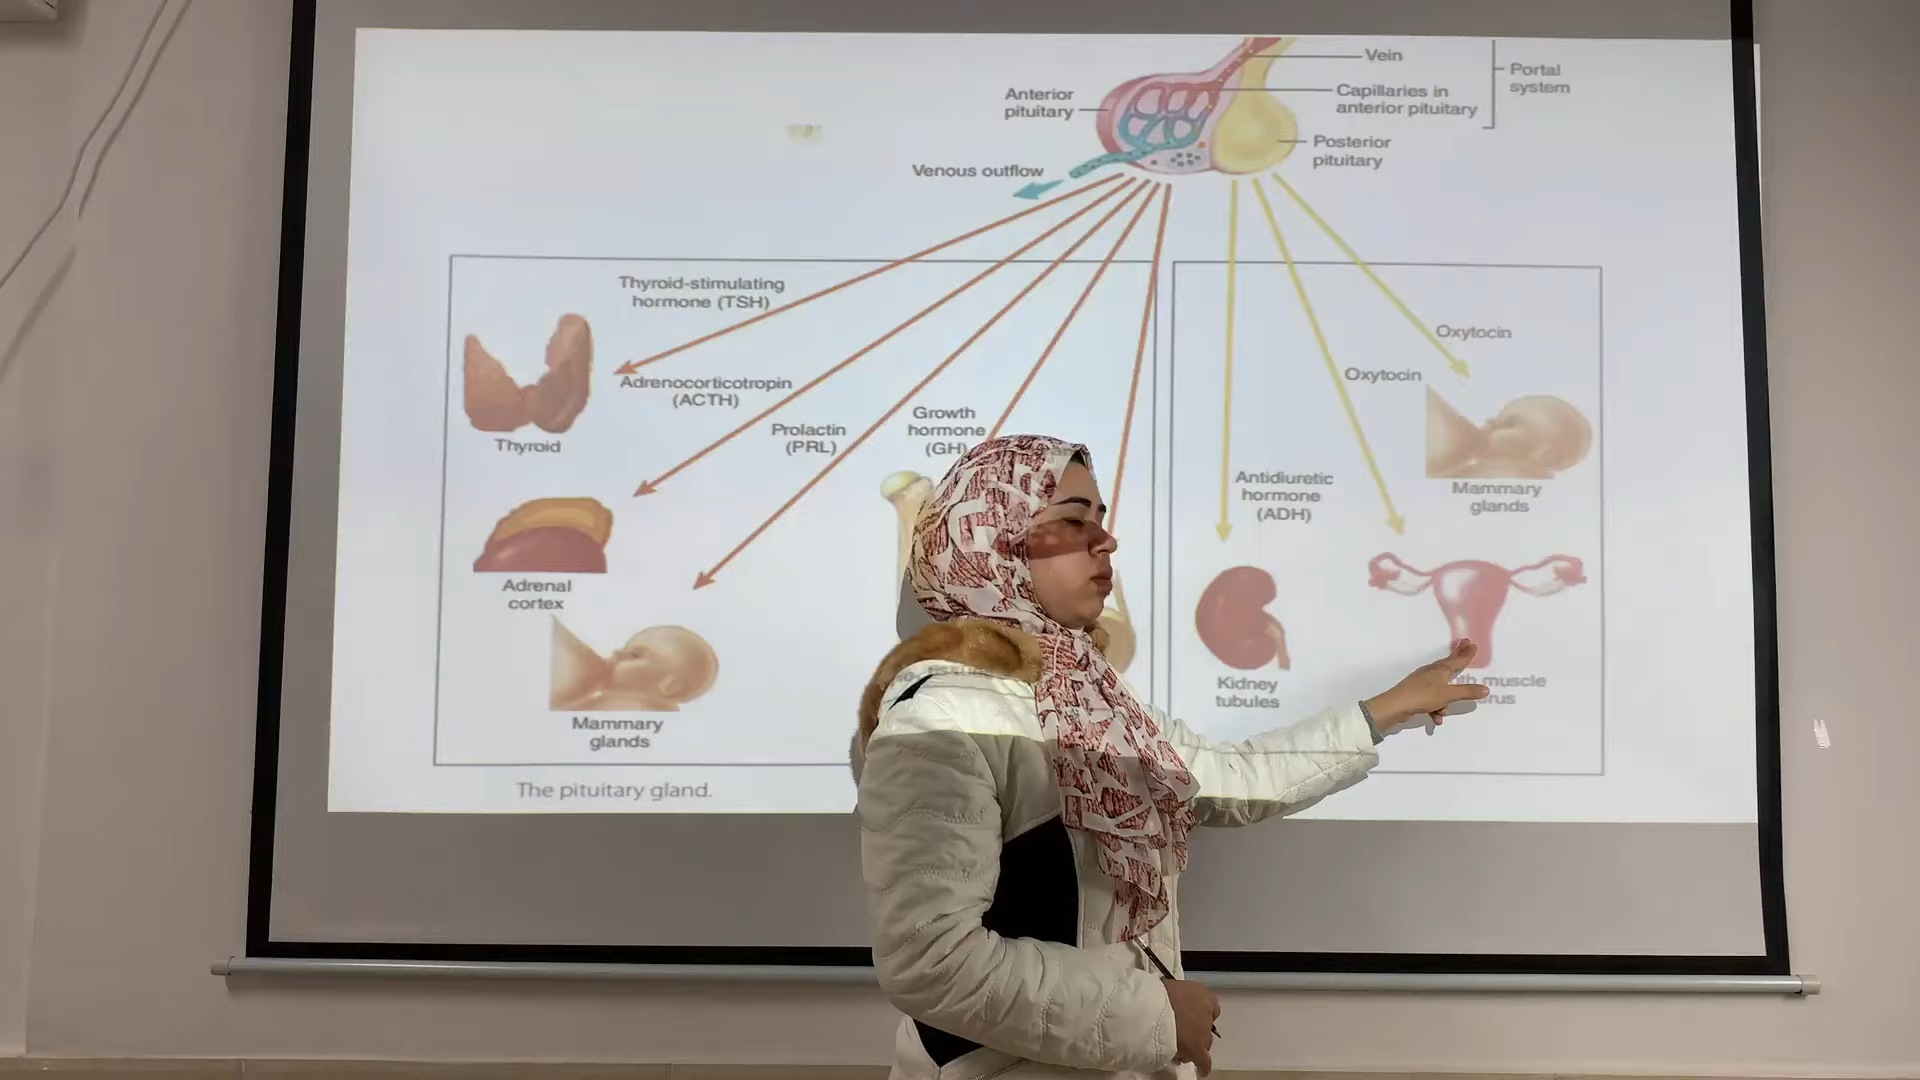 Vein
Portal
system
Capillaries in
anterior pituitary
Anterior
pituitary
Posterior
pituitary
Venous outflow
Thyroid-stimulating
hormone (TSH)
Adrenocorticotropin
(ACTH)
Prolactin
(PRL)
Growth
hormone
(GH)
Thyroid
Adrenal
cortex
Mammary
glands
Oxytocin
Oxytocin
Mammary
glands
Antidiuretic
hormone
(ADH)
Kidney
tubules
muscle
The pituitary gland.